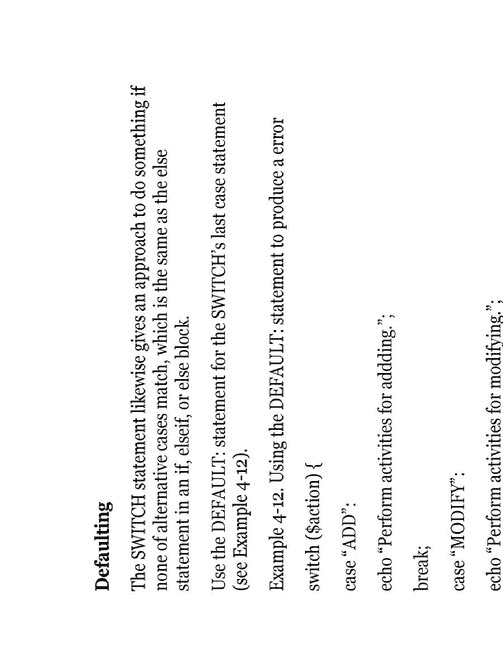 Defaulting
The SWITCH statement likewise gives an approach to do something if
none of alternative cases match, which is the same as the else
statement in an if, elseif, or else block.
Use the DEFAULT: statement for the SWITCH’s last case statement
(see Example 4-12).
Example 4-12. Using the DEFAULT: statement to produce a error
switch ($action) {
case “ADD”:
echo “Perform activities for addding.”;
break;
case “MODIFY”:
echo “Perform activities for modifying.”;